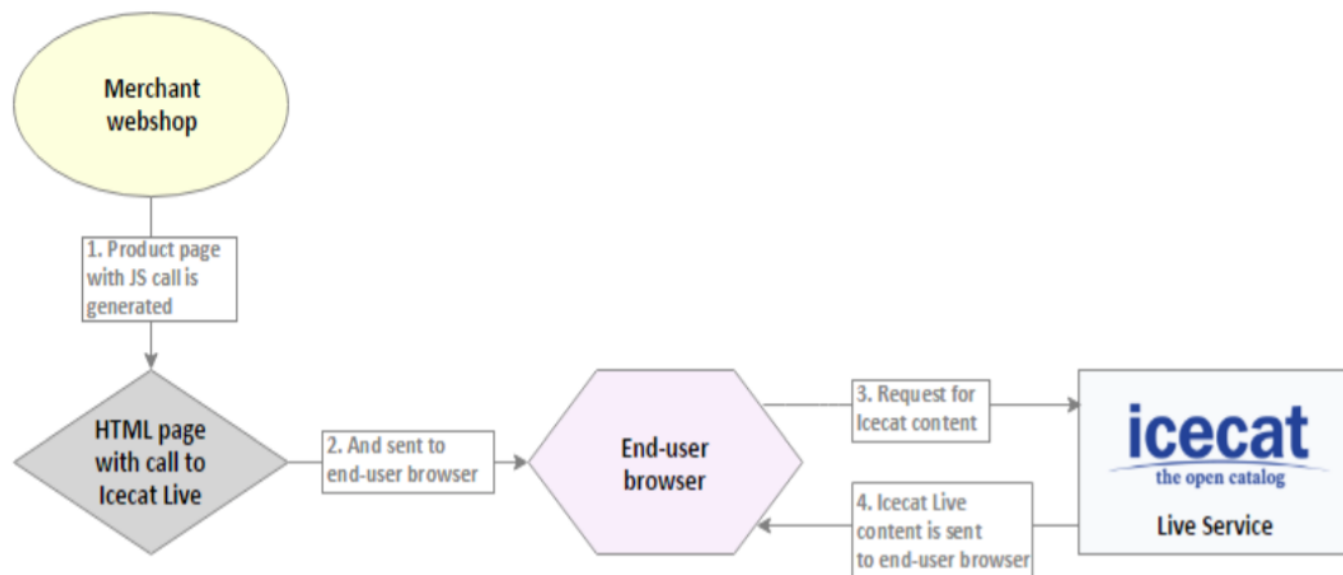 Merchant
webshop
1. Product page
with JS call is
generated
HTML page
with call to
Icecat Live
2. And sent to
end-user browser
End-user
browser
3. Request for
Icecat content
icecat
the open catalog
Live Service
4. Icecat Live
content is sent
to end-user browser